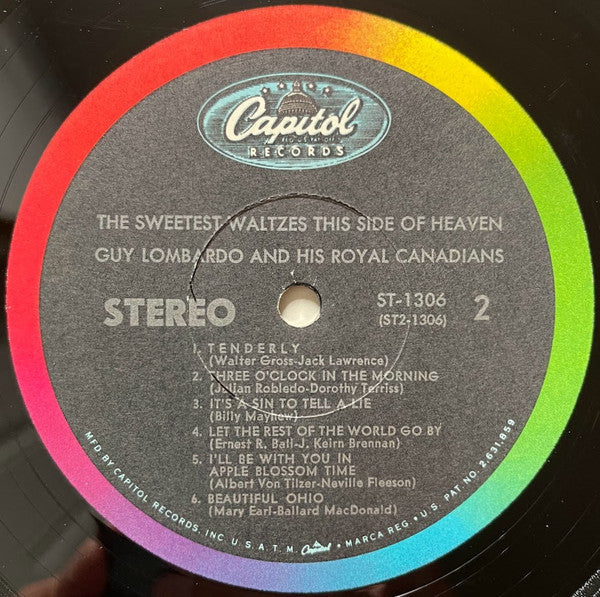 Capitol
REG. U.S. PAT. OFF.
RECORDS
THE SWEETEST WALTZES THIS SIDE OF HEAVEN
GUY LOMBARDO AND HIS ROYAL CANADIANS
STEREO
ST-1306
(ST2-1306)
2
1. TENDERLY
(Walter Gross-Jack Lawrence)
2. THREE O'CLOCK IN THE MORNING
(Julian Robledo-Dorothy Terriss)
3. IT'S A SIN TO TELL A LIE
(Billy Mayhew)
4. LET THE REST OF THE WORLD GO BY
(Ernest R. Ball-J. Keirn Brennan)
5. I'LL BE WITH YOU IN
APPLE BLOSSOM TIME
(Albert Von Tilzer-Neville Fleeson)
6. BEAUTIFUL OHIO
(Mary Earl-Ballard MacDonald)
MFD BY CAPITOL RECORDS, INC. U.S.A. T.M. Capitol • MARCA REG • U.S. PAT NO. 2,631,859